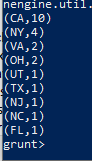 nengine.util.
(CA,10)
(NY,4)
(VA,2)
(OH,2)
(UT,1)
(TX,1)
(NJ,1)
(NC,1)
(FL,1)
grunt>